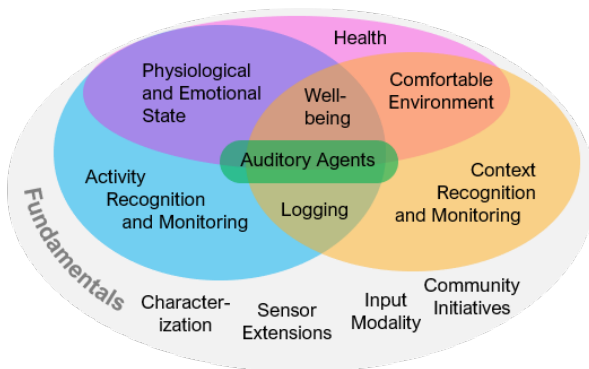 Health
Physiological
and Emotional
State
Well-
being
Comfortable
Environment
Auditory Agents
Activity
Recognition
and Monitoring
Logging
Context
Recognition
and Monitoring
Fundamentals
Character-
ization
Sensor
Extensions
Input
Modality
Community
Initiatives